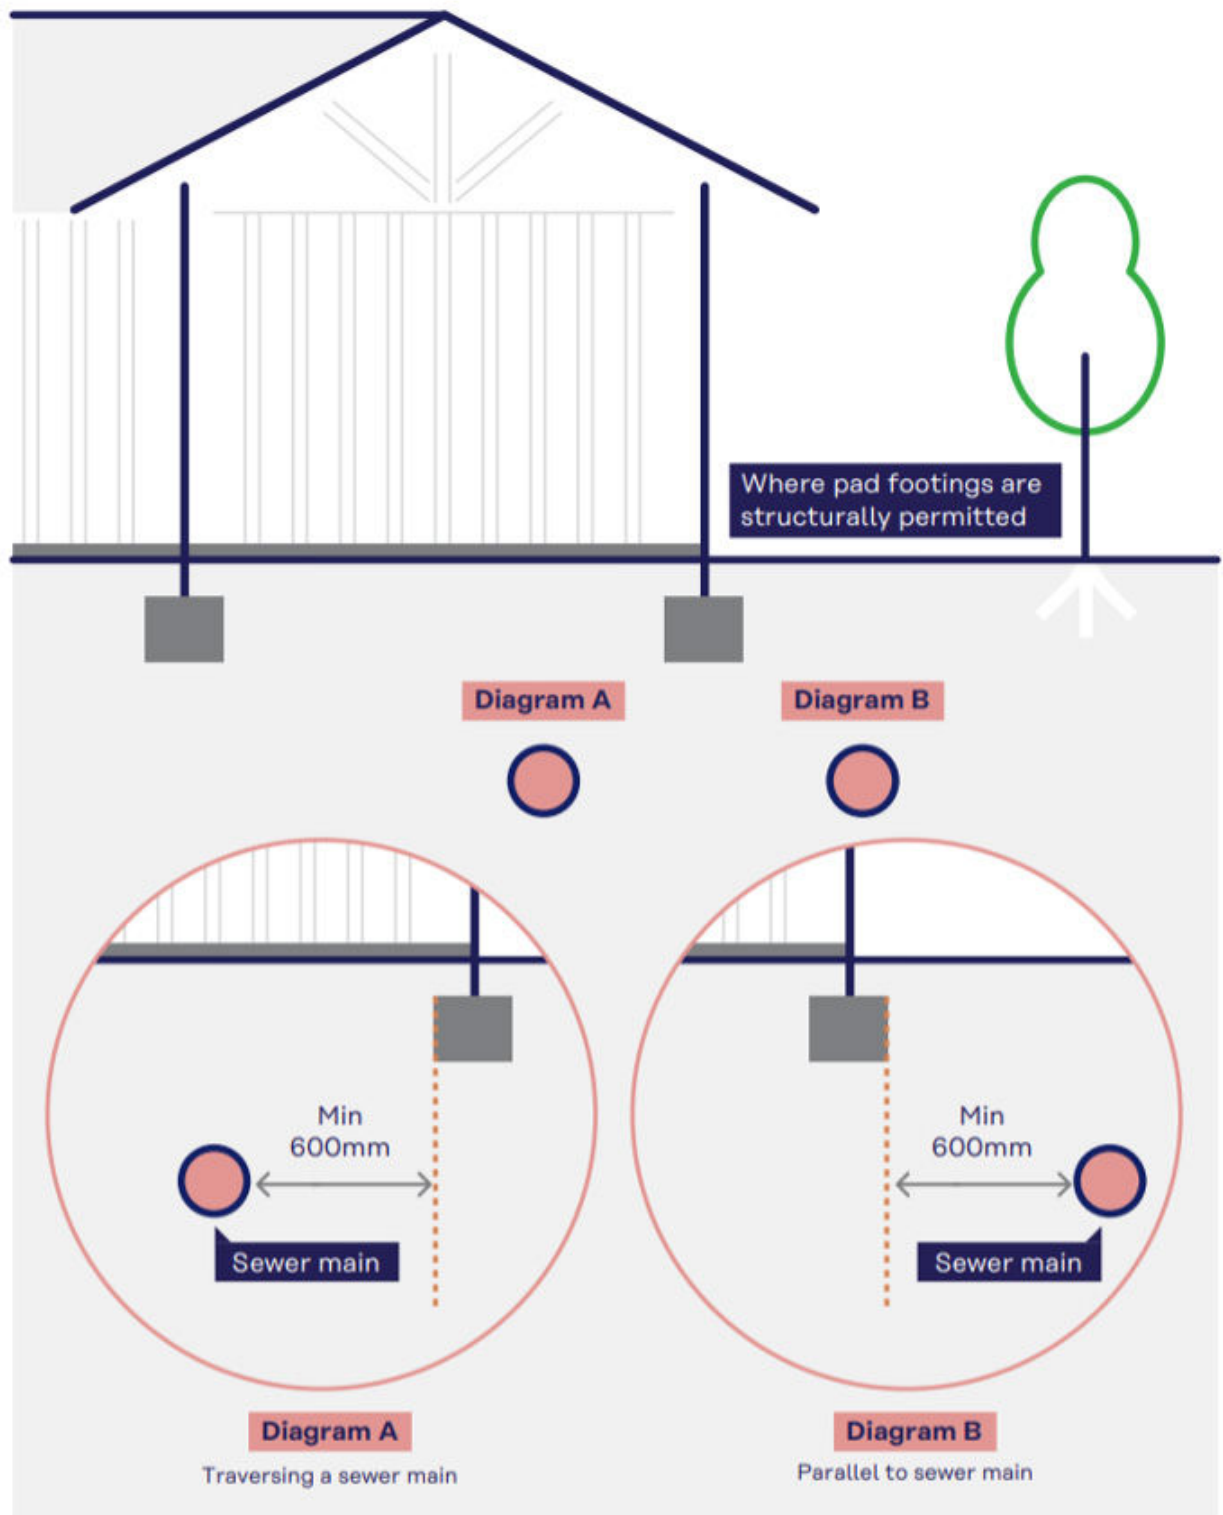 Where pad footings are
structurally permitted
Diagram A
Diagram B
Min
600mm
Sewer main
Min
600mm
Sewer main
Diagram A
Traversing a sewer main
Diagram B
Parallel to sewer main